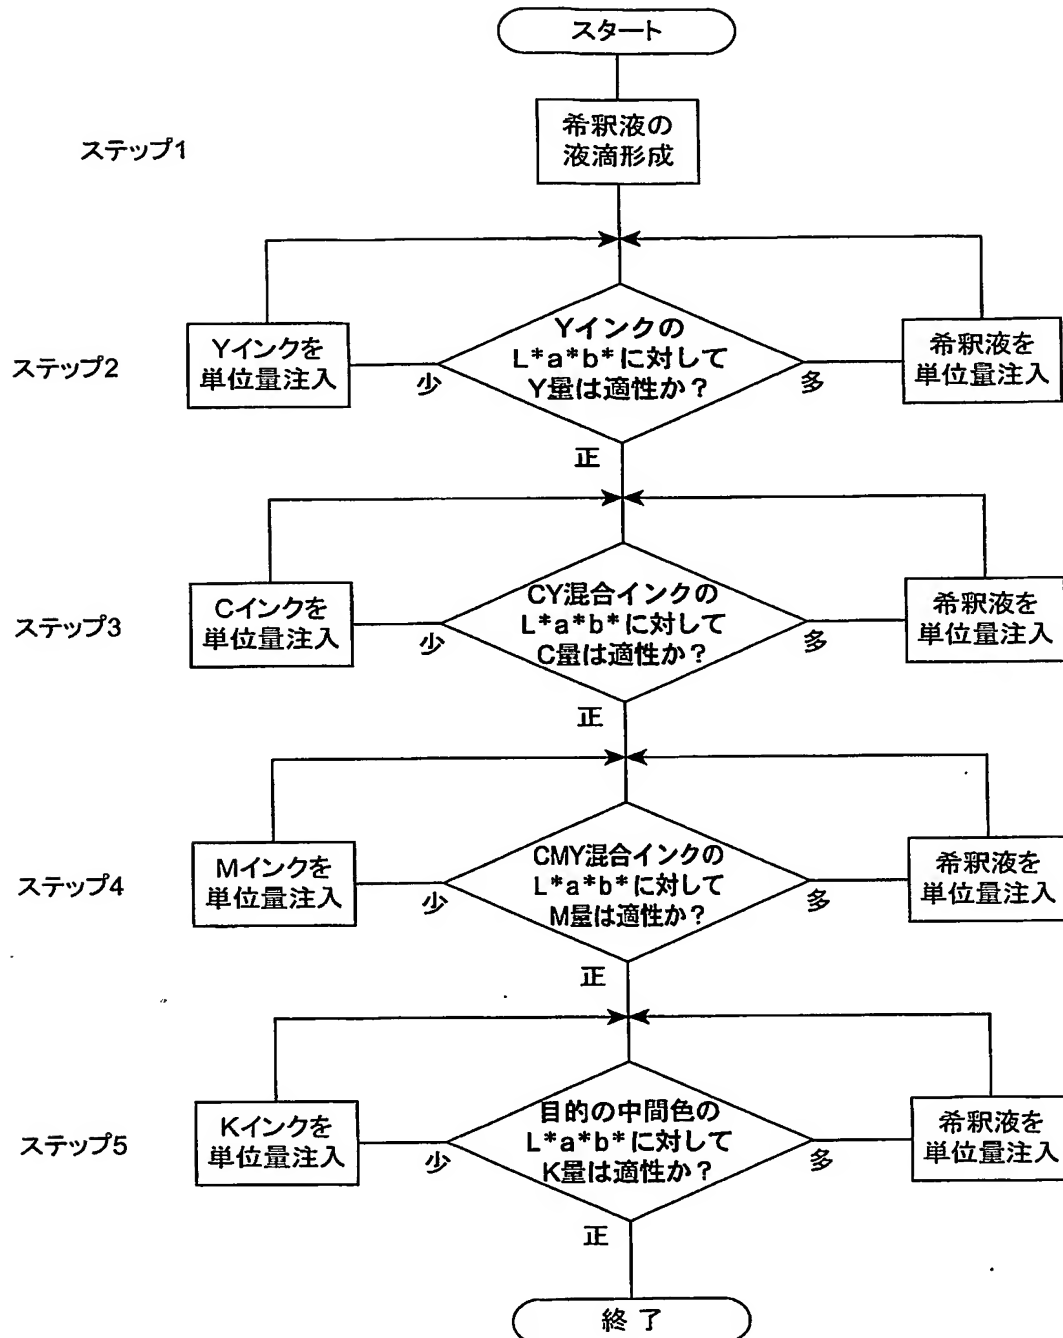 スタート
ステップ1
希釈液の
液滴形成
ステップ2
Yインクを
単位量注入
少
Yインクの
L*a*b*に対して
Y量は適性か?
多
希釈液を
単位量注入
正
ステップ3
Cインクを
単位量注入
少
CY混合インクの
L*a*b*に対して
C量は適性か?
多
希釈液を
単位量注入
正
ステップ4
Mインクを
単位量注入
少
CMY混合インクの
L*a*b*に対して
M量は適性か?
多
希釈液を
単位量注入
正
ステップ5
Kインクを
単位量注入
少
目的の中間色の
L*a*b*に対して
K量は適性か?
多
希釈液を
単位量注入
正
終了